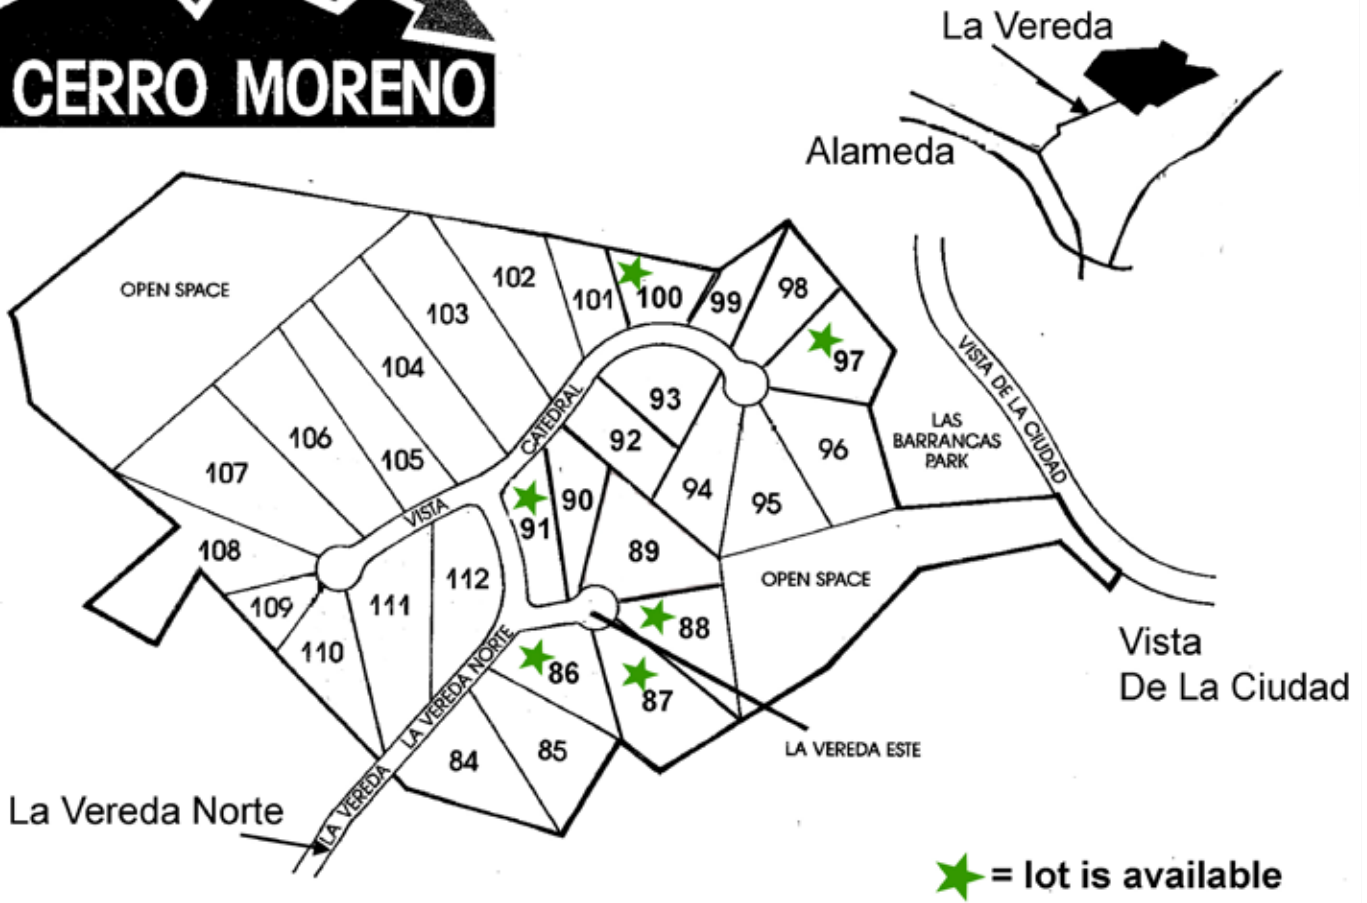 La Vereda
CERRO MORENO
Alameda
OPEN SPACE
102
101
100
99
98
103
97
104
VISTA DE LA CIUDAD
93
CATEDRAL
LAS
BARRANCAS
PARK
92
106
105
96
107
94
95
90
91
VISTA
108
89
112
OPEN SPACE
109
111
88
110
86
87
LA VEREDA NORTE
Vista
De La Ciudad
84
85
LA VEREDA ESTE
LA VEREDA
La Vereda Norte
= lot is available